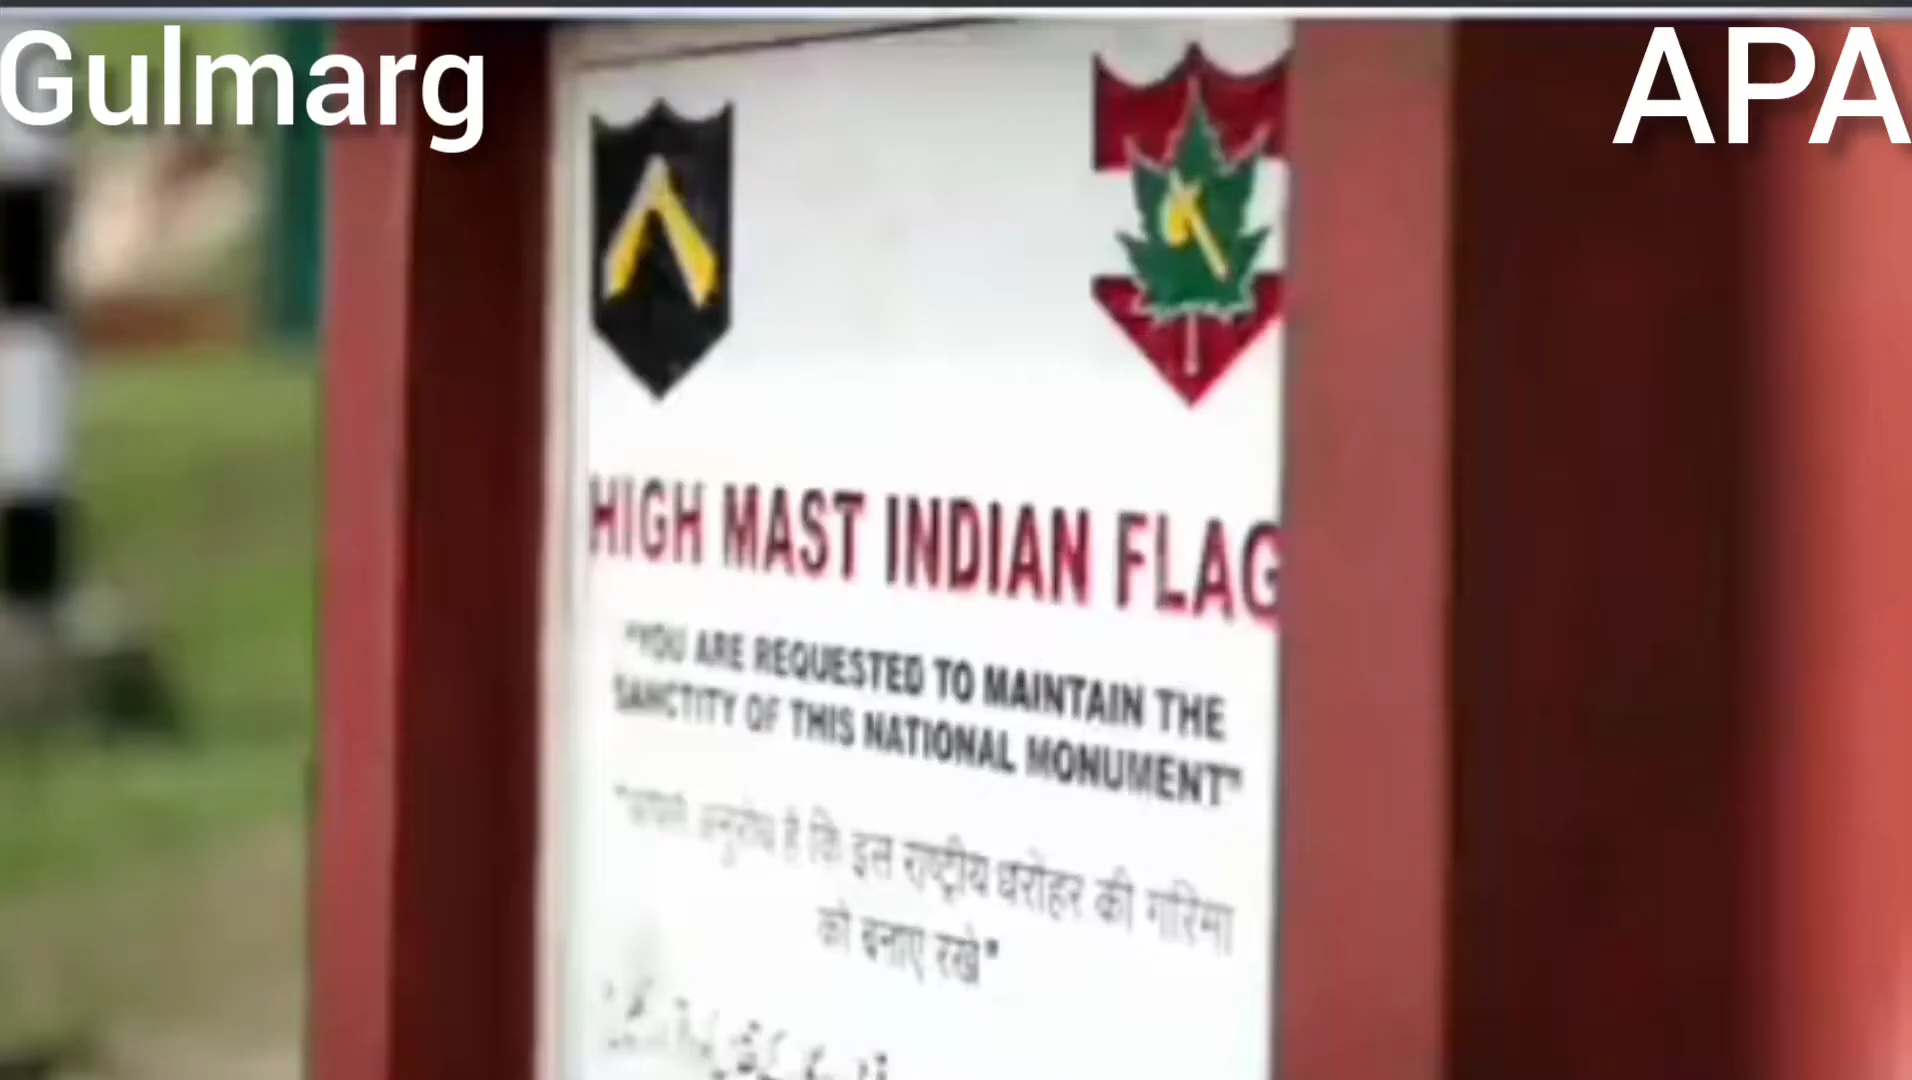 Gulmarg
APA
HIGH MAST INDIAN FLAG
"YOU ARE REQUESTED TO MAINTAIN THE
SANCTITY OF THIS NATIONAL MONUMENT"
अनुरोध है कि इस राष्ट्रीय धरोहर की गरिमा
को बनाए रखे"